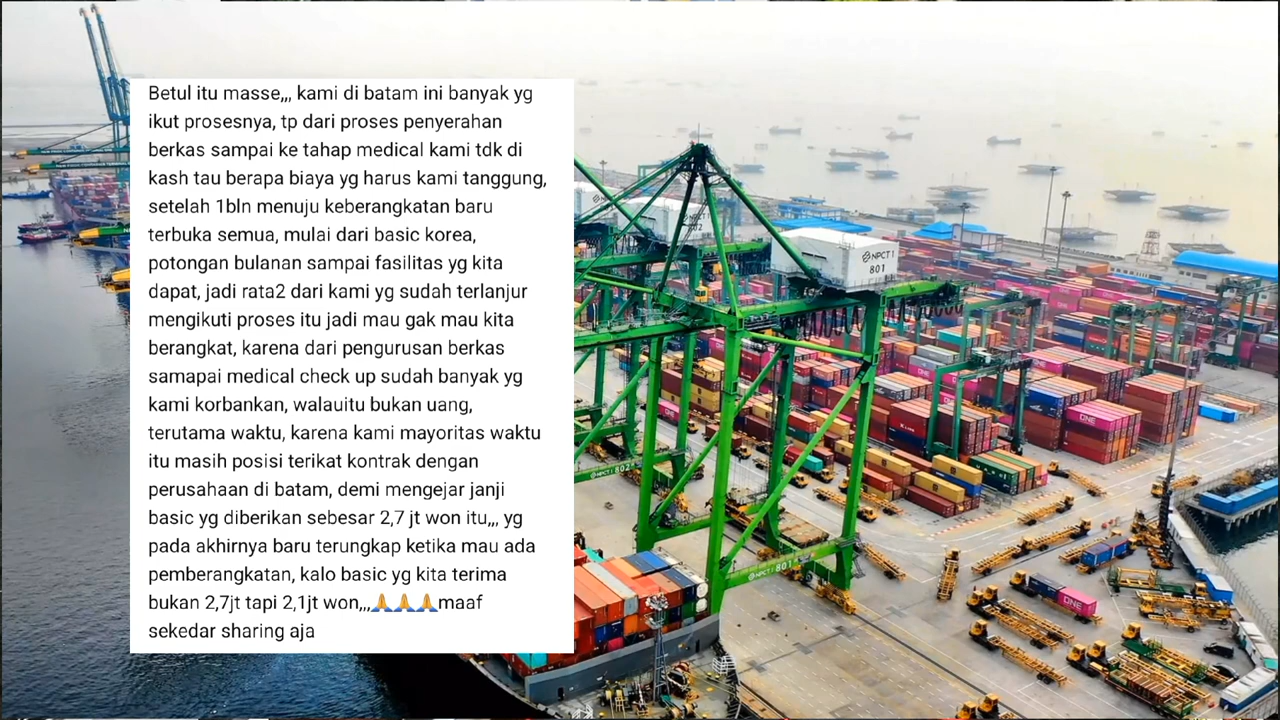 Betul itu masse,,, kami di batam ini banyak yg
ikut prosesnya, tp dari proses penyerahan
berkas sampai ke tahap medical kami tdk di
kash tau berapa biaya yg harus kami tanggung,
setelah 1bln menuju keberangkatan baru
terbuka semua, mulai dari basic korea,
potongan bulanan sampai fasilitas yg kita
dapat, jadi rata2 dari kami yg sudah terlanjur
mengikuti proses itu jadi mau gak mau kita
berangkat, karena dari pengurusan berkas
samapai medical check up sudah banyak yg
kami korbankan, walauitu bukan uang,
terutama waktu, karena kami mayoritas waktu
itu masih posisi terikat kontrak dengan
perusahaan di batam, demi mengejar janji
basic yg diberikan sebesar 2,7 jt won itu,,, yg
pada akhirnya baru terungkap ketika mau ada
pemberangkatan, kalo basic yg kita terima
bukan 2,7jt tapi 2,1jt won,,,🙏🙏🙏maaf
sekedar sharing aja
NPCT1
801
NPCT1 802
NPCT1 801
ONE
ONE
ONE